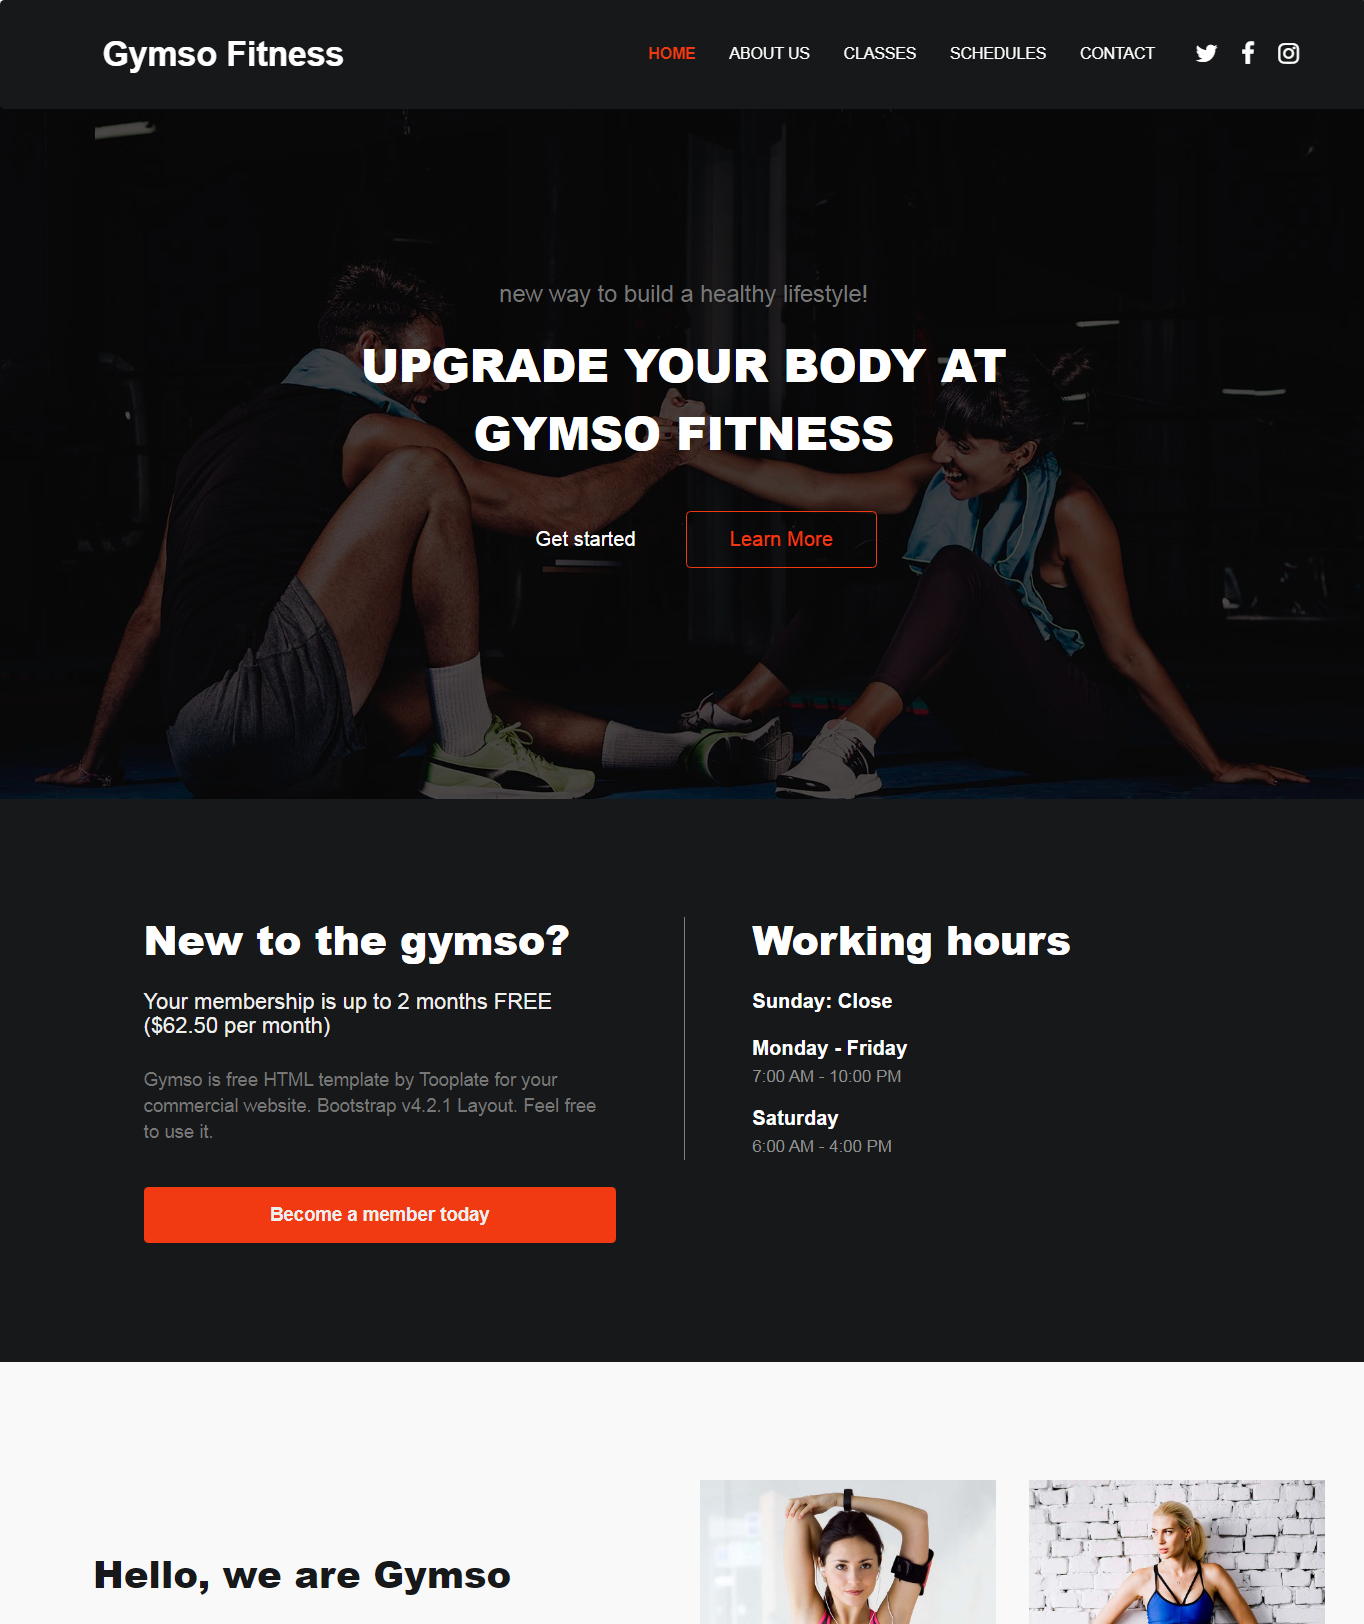 Gymso Fitness
HOME ABOUT US CLASSES SCHEDULES CONTACT
new way to build a healthy lifestyle!
UPGRADE YOUR BODY AT
GYMSO FITNESS
Get started Learn More
New to the gymso?
Your membership is up to 2 months FREE
($62.50 per month)
Gymso is free HTML template by Tooplate for your
commercial website. Bootstrap v4.2.1 Layout. Feel free
to use it.
Become a member today
Working hours
Sunday: Close
Monday - Friday
7:00 AM - 10:00 PM
Saturday
6:00 AM - 4:00 PM
Hello, we are Gymso